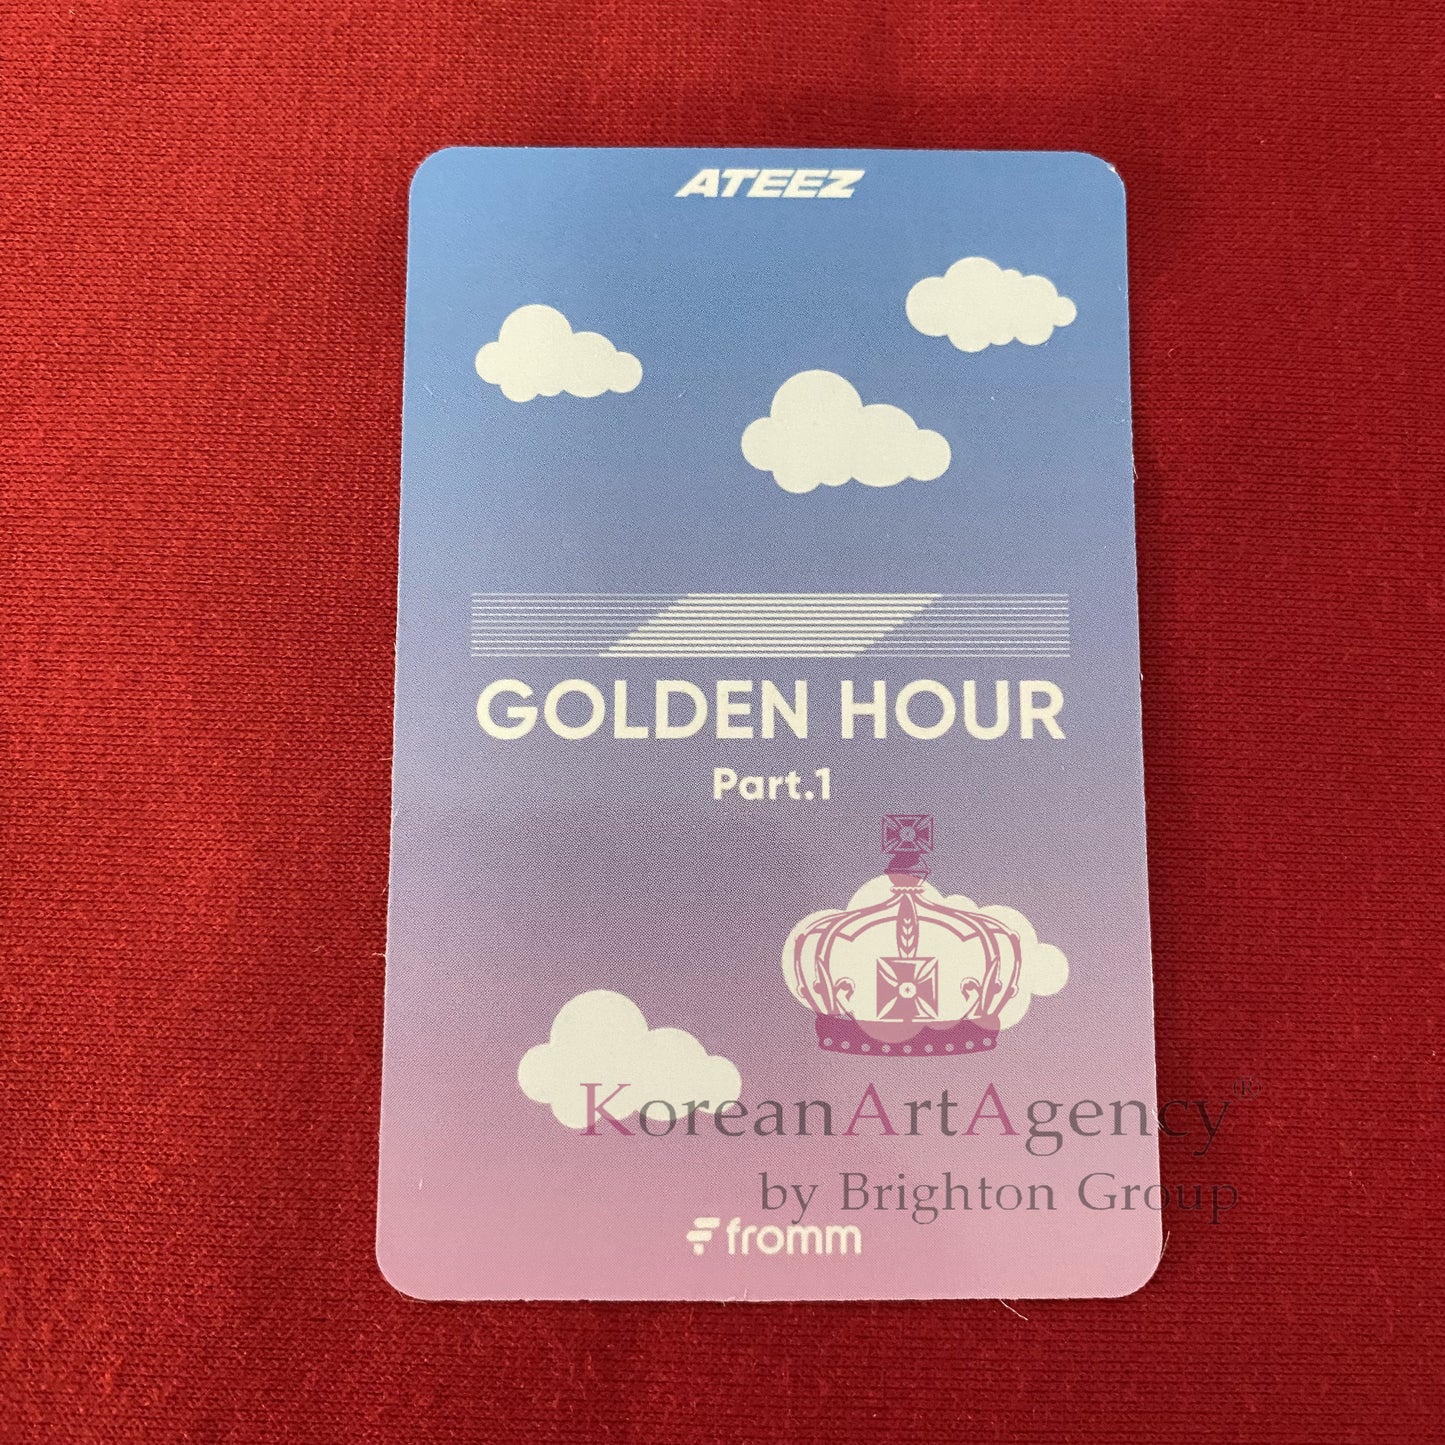 ATEEZ
GOLDEN HOUR
Part.1
KoreanArtAgency®
by Brighton Group
fromm